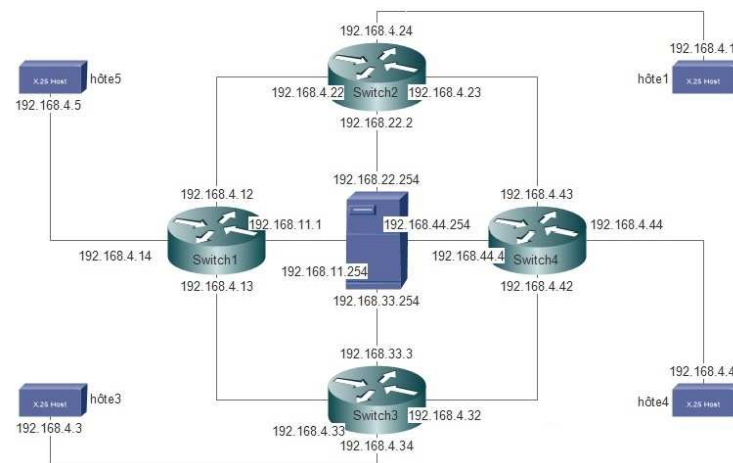 192.168.4.24
192.168.4.1
X.25 Host
hôte5
192.168.4.5
192.168.4.22
Switch2
192.168.4.23
hôte1
X.25 Host
192.168.22.2
192.168.22.254
192.168.4.12
192.168.4.43
192.168.11.1
192.168.44.254
192.168.4.44
192.168.4.14
Switch1
192.168.11.254
192.168.44.4
Switch4
192.168.4.13
192.168.4.42
192.168.33.254
192.168.33.3
192.168.4.4
X.25 Host
hôte3
192.168.4.3
Switch3
192.168.4.32
192.168.4.33
192.168.4.34
hôte4
X.25 Host